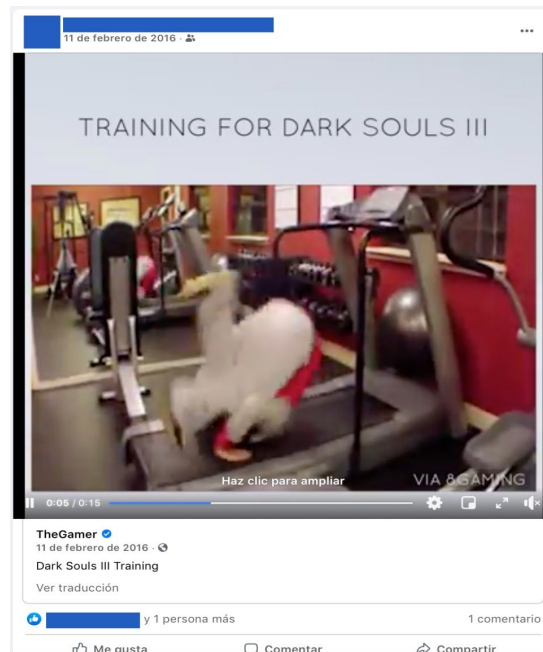 11 de febrero de 2016 ·
TRAINING FOR DARK SOULS III
Haz clic para ampliar
VIA 8GAMING
0:05 / 0:15
TheGamer
11 de febrero de 2016 ·
Dark Souls III Training
Ver traducción
y 1 persona más
1 comentario
Me gusta
Comentar
Compartir